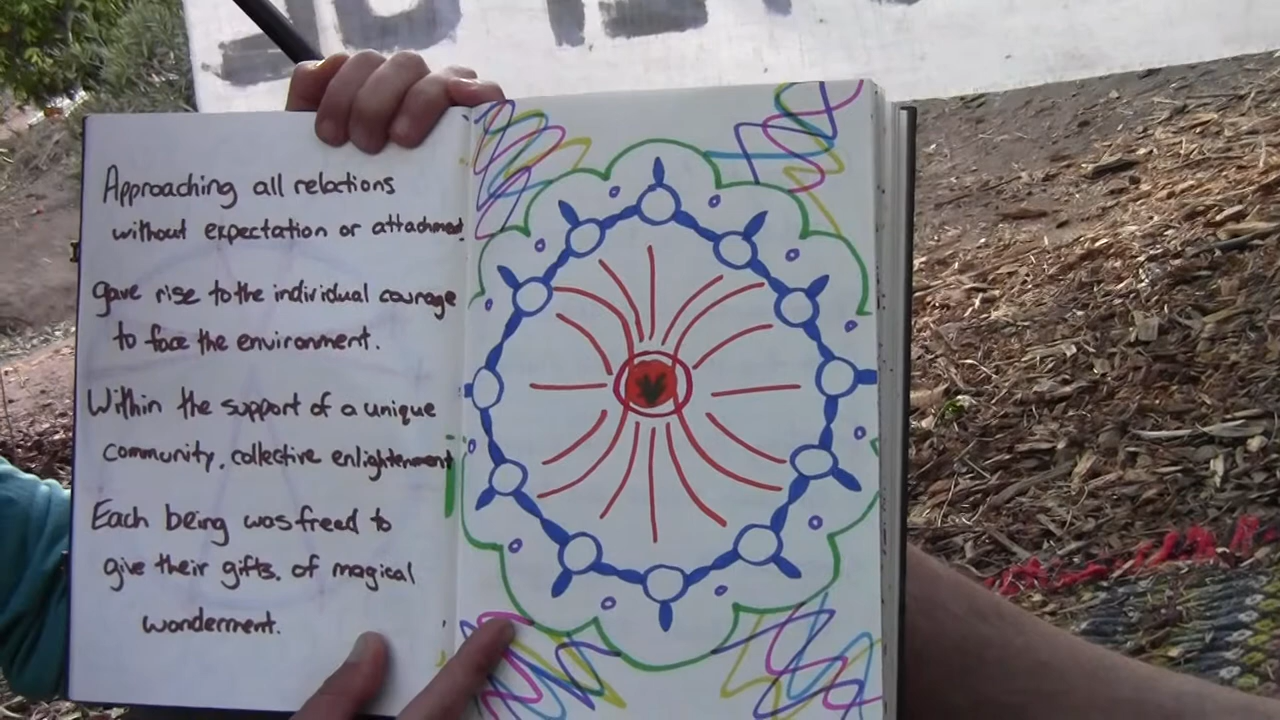 Approaching all relations
without expectation or attachment
gave rise to the individual courage
to face the environment.
Within the support of a unique
community, collective enlightenment
Each being was freed to
give their gifts. of magical
wonderment.